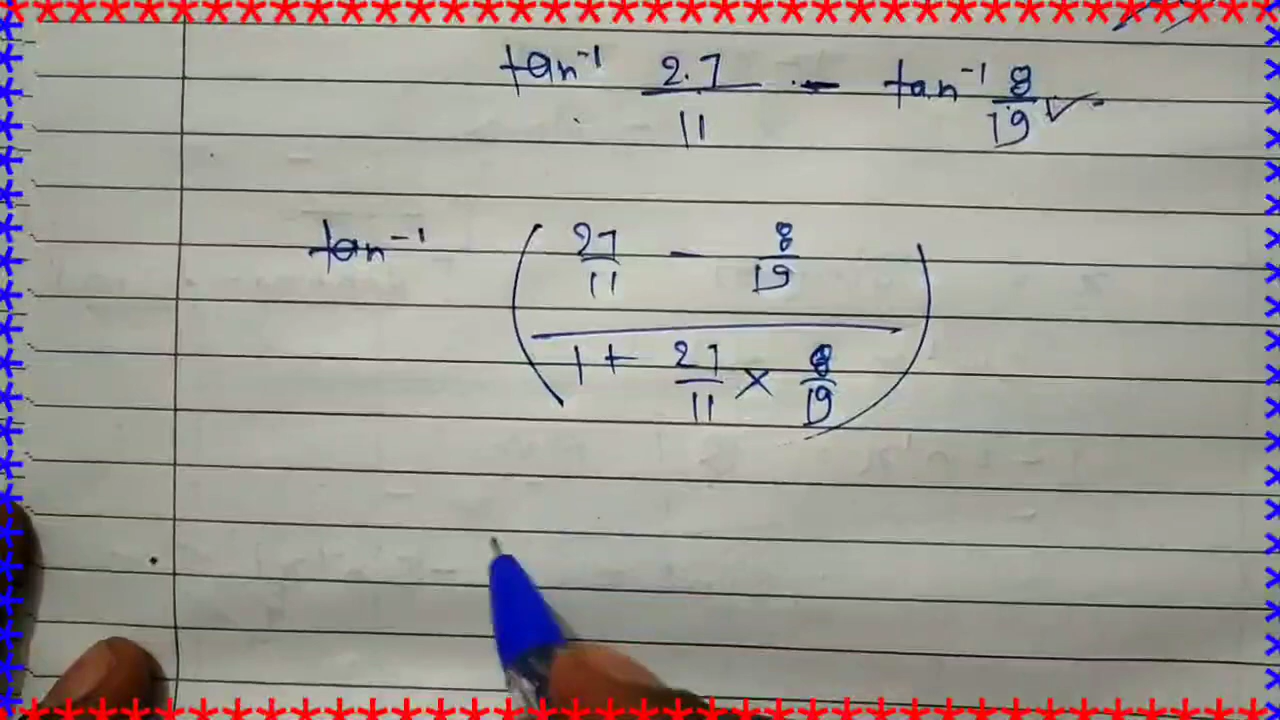 tan⁻¹ 27/11 - tan⁻¹ 8/19 ✓
tan⁻¹ ( (27/11 - 8/19) / (1 + 27/11 × 8/19) )